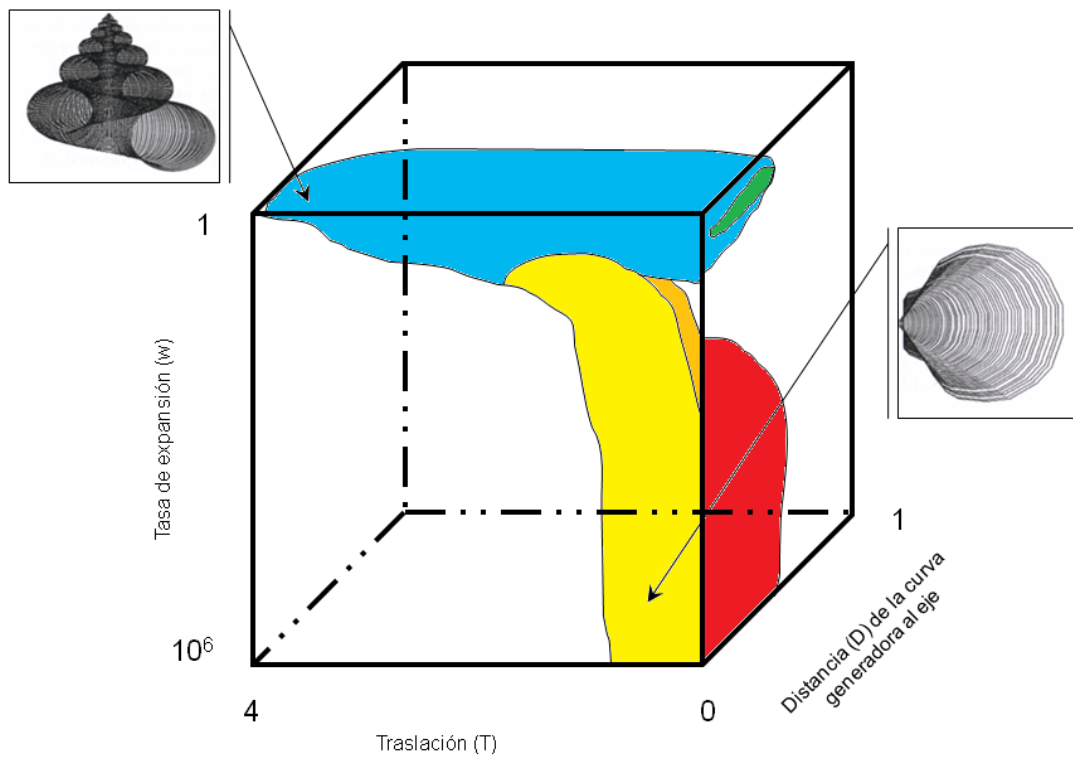 1
Tasa de expansión (w)
10⁶
4
0
Traslación (T)
1
Distancia (D) de la curva
generadora al eje